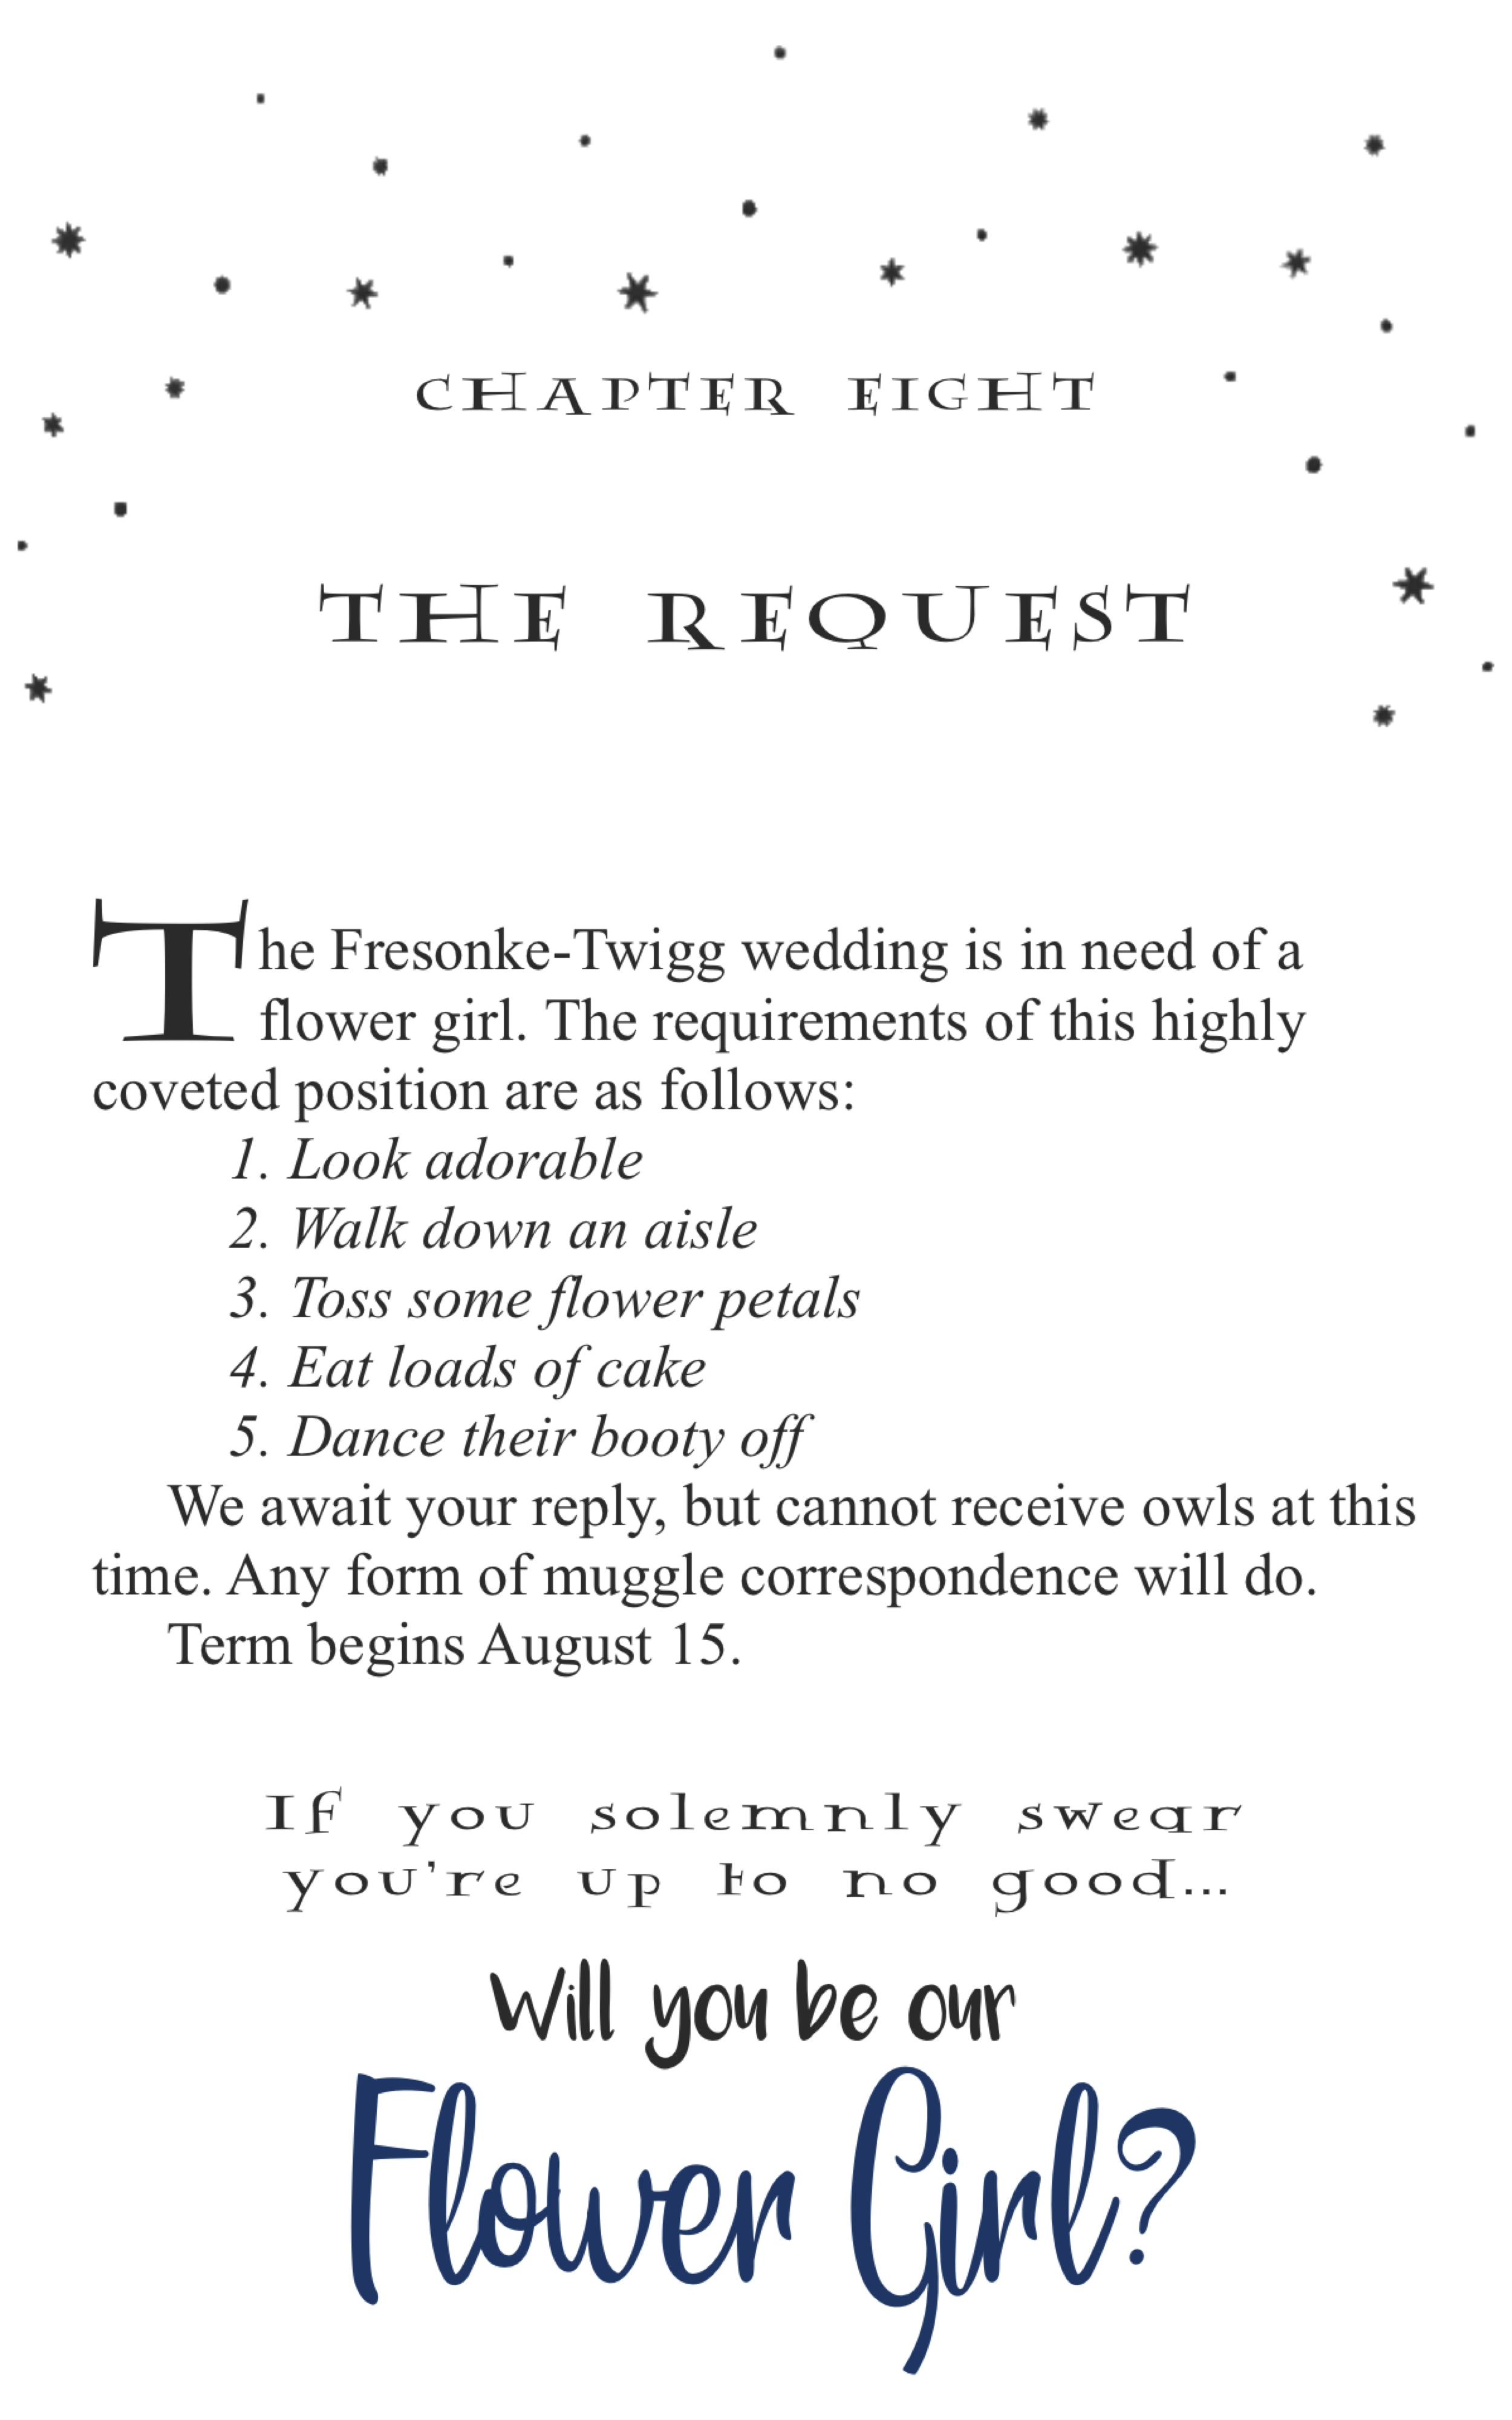 CHAPTER EIGHT
THE REQUEST
The Fresonke-Twigg wedding is in need of a
flower girl. The requirements of this highly
coveted position are as follows:
1. Look adorable
2. Walk down an aisle
3. Toss some flower petals
4. Eat loads of cake
5. Dance their booty off
We await your reply, but cannot receive owls at this
time. Any form of muggle correspondence will do.
Term begins August 15.
If you solemnly swear
you're up to no good...
Will you be our
Flower Girl?